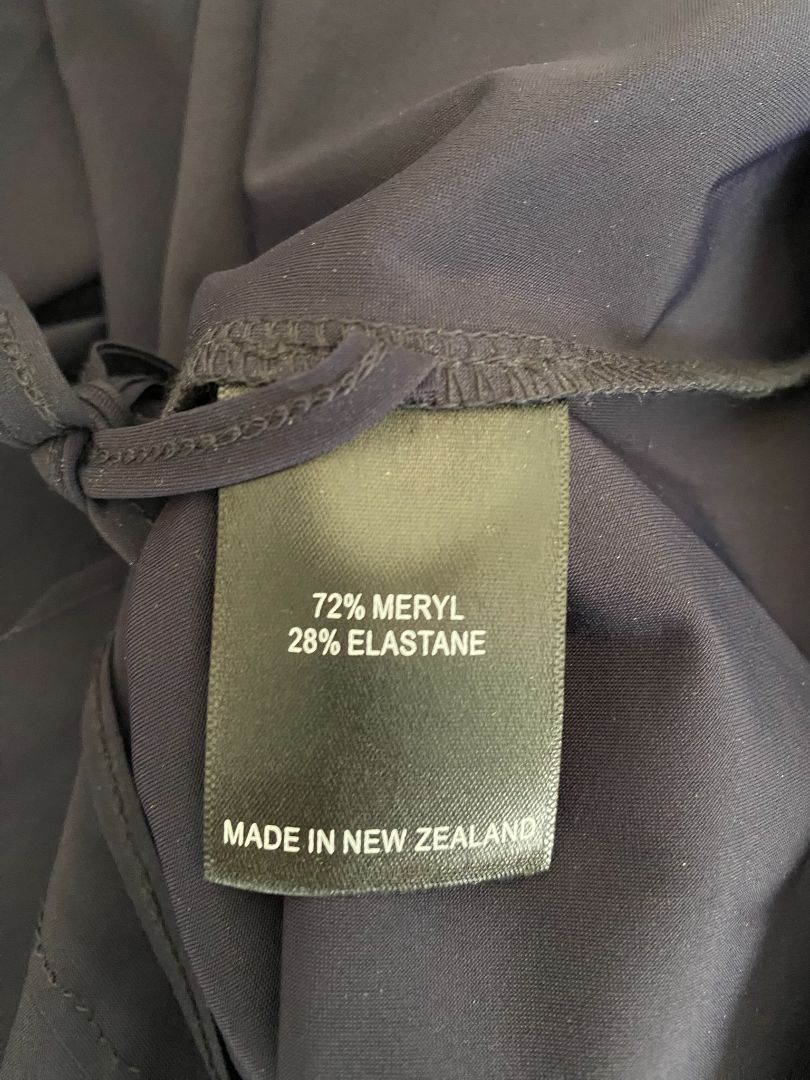 72% MERYL
28% ELASTANE
MADE IN NEW ZEALAND